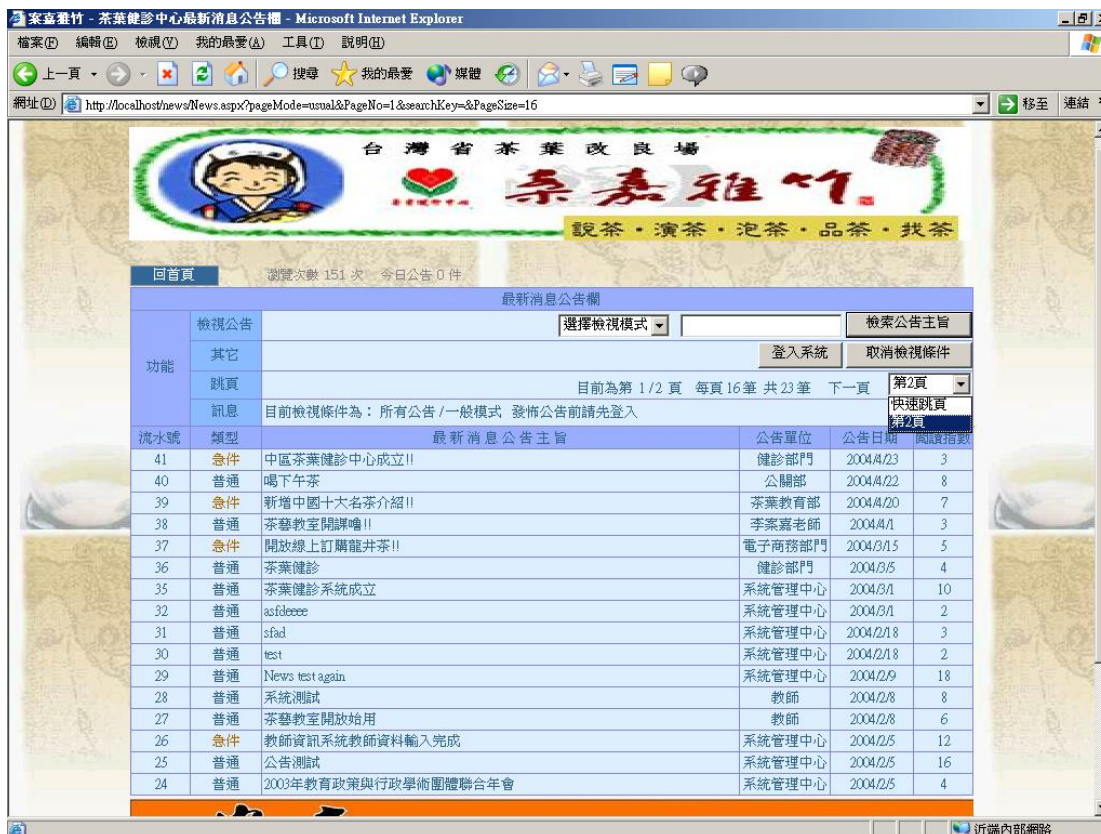 案嘉雅竹 - 茶葉健診中心最新消息公告欄 - Microsoft Internet Explorer
檔案(F) 編輯(E) 檢視(V) 我的最愛(A) 工具(T) 說明(H)
上一頁 搜尋 我的最愛 媒體
網址(D) http://localhost/news/News.aspx?pageMode=usual&PageNo=1&searchKey=&PageSize=16 移至 連結
台灣省茶葉改良場
嘉雅竹
說茶・演茶・泡茶・品茶・找茶
回首頁 瀏覽次數 151 次 今日公告 0 件
最新消息公告欄
功能
檢視公告 選擇檢視模式 檢索公告主旨
其它 登入系統 取消檢視條件
跳頁 目前為第 1/2 頁 每頁16筆 共23筆 下一頁 第2頁
快速跳頁
第2頁
訊息 目前檢視條件為： 所有公告/一般模式 發佈公告前請先登入
流水號 類型 最新消息公告主旨 公告單位 公告日期 閱讀指數
41 急件 中區茶葉健診中心成立!! 健診部門 2004/4/23 3
40 普通 喝下午茶 公關部 2004/4/22 8
39 急件 新增中國十大名茶介紹!! 茶葉教育部 2004/4/20 7
38 普通 茶藝教室開課嚕!! 李案嘉老師 2004/4/1 3
37 急件 開放線上訂購龍井茶!! 電子商務部門 2004/3/15 5
36 普通 茶葉健診 健診部門 2004/3/5 4
35 普通 茶葉健診系統成立 系統管理中心 2004/3/1 10
32 普通 asfdeeee 系統管理中心 2004/3/1 2
31 普通 sfad 系統管理中心 2004/2/18 3
30 普通 test 系統管理中心 2004/2/18 2
29 普通 News test again 系統管理中心 2004/2/9 18
28 普通 系統測試 教師 2004/2/8 8
27 普通 茶藝教室開放始用 教師 2004/2/8 6
26 急件 教師資訊系統教師資料輸入完成 系統管理中心 2004/2/5 12
25 普通 公告測試 系統管理中心 2004/2/5 16
24 普通 2003年教育政策與行政學術團體聯合年會 系統管理中心 2004/2/5 4
近端內部網路